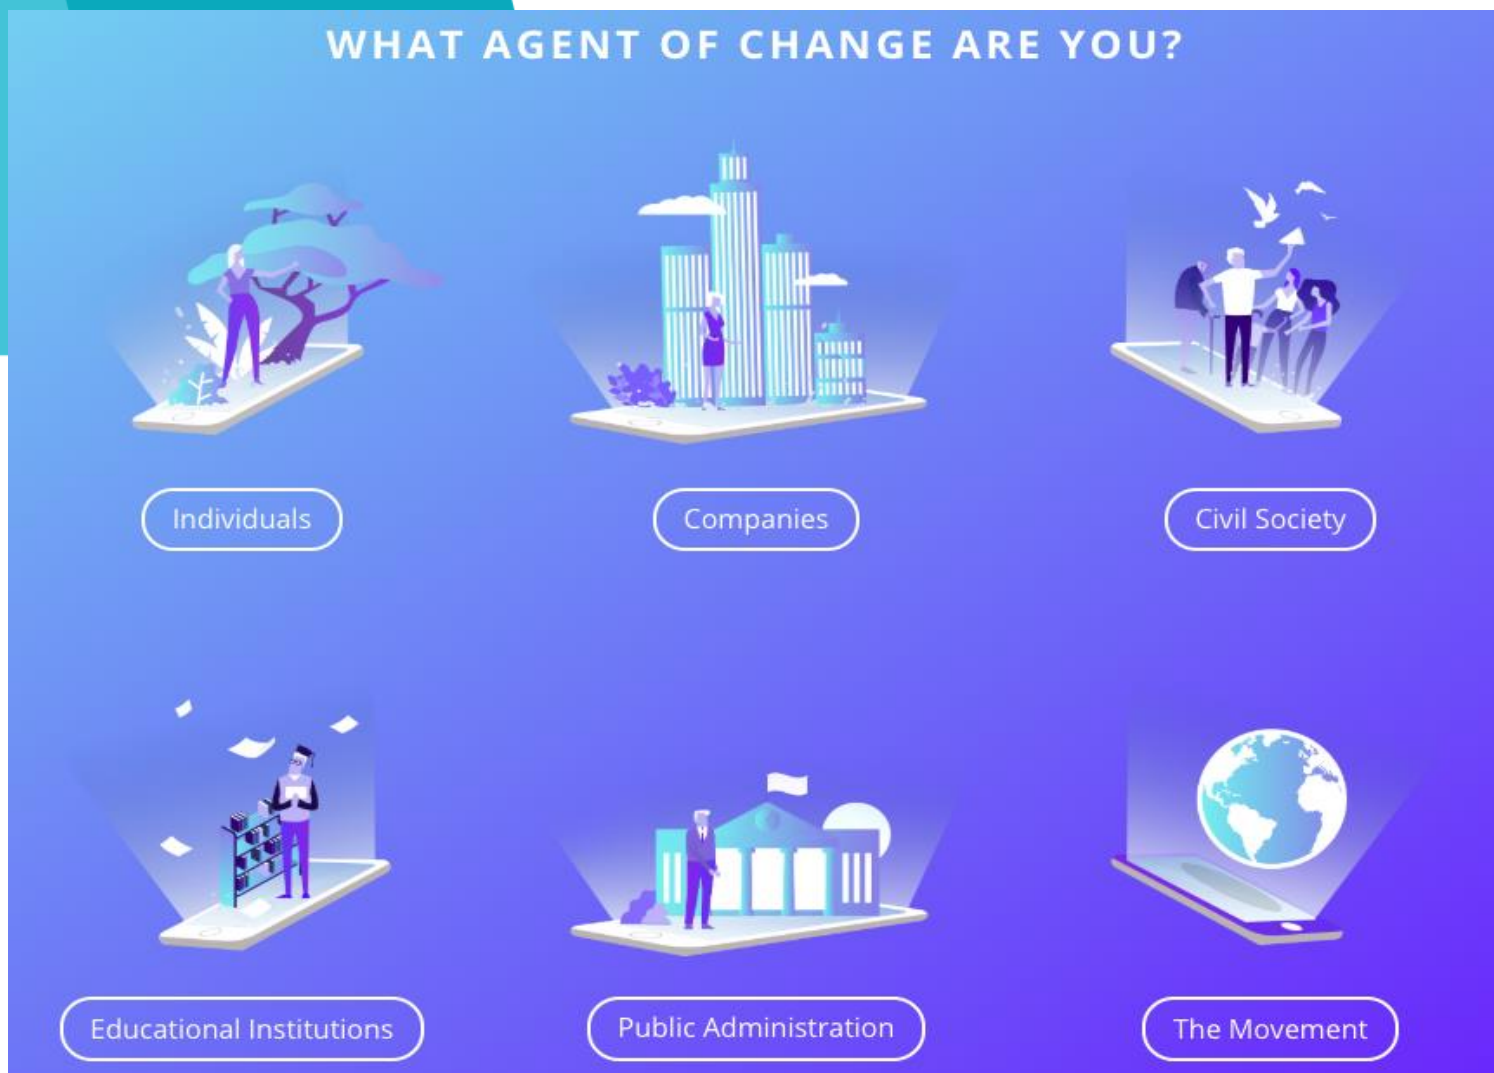 WHAT AGENT OF CHANGE ARE YOU?
Individuals
Companies
Civil Society
Educational Institutions
Public Administration
The Movement